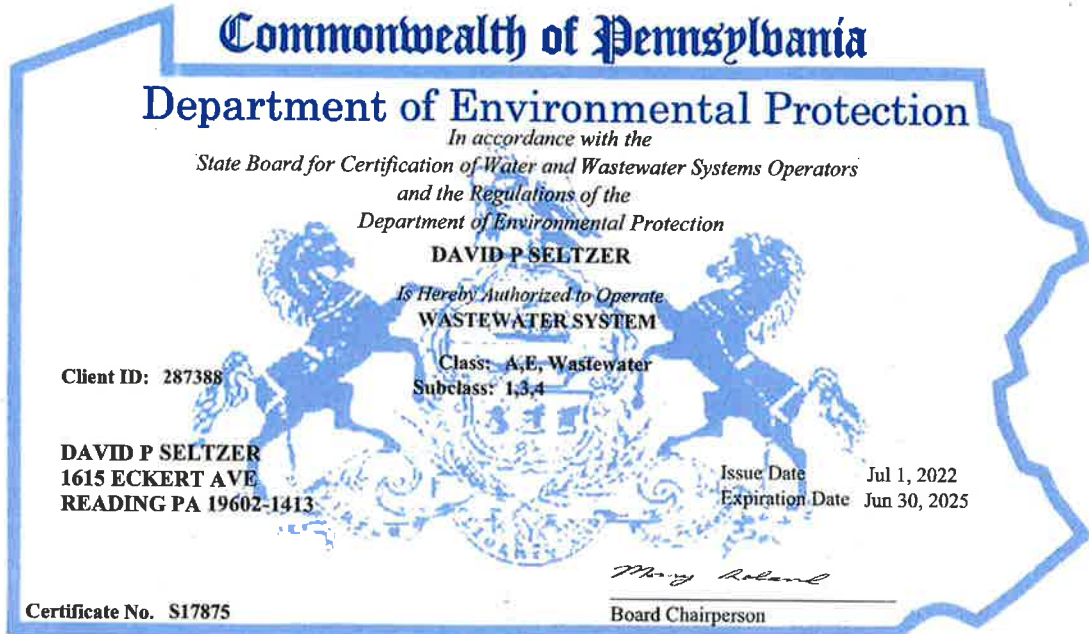 Commonwealth of Pennsylvania
Department of Environmental Protection
In accordance with the
State Board for Certification of Water and Wastewater Systems Operators
and the Regulations of the
Department of Environmental Protection
DAVID P SELTZER
Is Hereby Authorized to Operate
WASTEWATER SYSTEM
Class: A,E, Wastewater
Subclass: 1,3,4
Client ID: 287388
DAVID P SELTZER
1615 ECKERT AVE
READING PA 19602-1413
Issue Date Jul 1, 2022
Expiration Date Jun 30, 2025
Board Chairperson
Certificate No. S17875